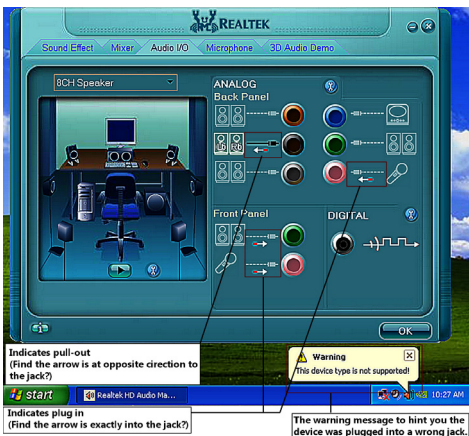 REALTEK
Sound Effect Mixer Audio I/O Microphone 3D Audio Demo
8CH Speaker
ANALOG
Back Panel
Lb Rb
Front Panel
DIGITAL
OK
Indicates pull-out
(Find the arrow is at opposite cirection to
the jack?)
Warning
This device type is not supported!
start
Realtek HD Audio Ma...
10:27 AM
Indicates plug in
(Find the arrow is exactly into the jack?)
The warning message to hint you the
device was plugged into a wrong jack.